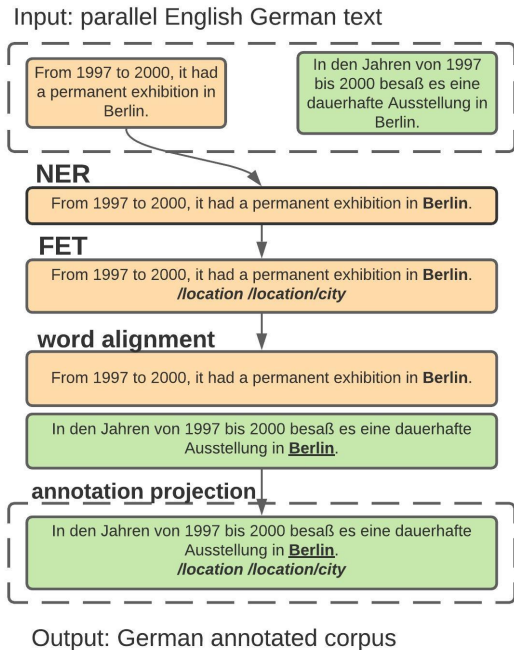 Input: parallel English German text
From 1997 to 2000, it had
a permanent exhibition in
Berlin.
In den Jahren von 1997
bis 2000 besaß es eine
dauerhafte Ausstellung in
Berlin.
NER
From 1997 to 2000, it had a permanent exhibition in Berlin.
FET
From 1997 to 2000, it had a permanent exhibition in Berlin.
/location /location/city
word alignment
From 1997 to 2000, it had a permanent exhibition in Berlin.
In den Jahren von 1997 bis 2000 besaß es eine dauerhafte
Ausstellung in Berlin.
annotation projection
In den Jahren von 1997 bis 2000 besaß es eine dauerhafte
Ausstellung in Berlin.
/location /location/city
Output: German annotated corpus